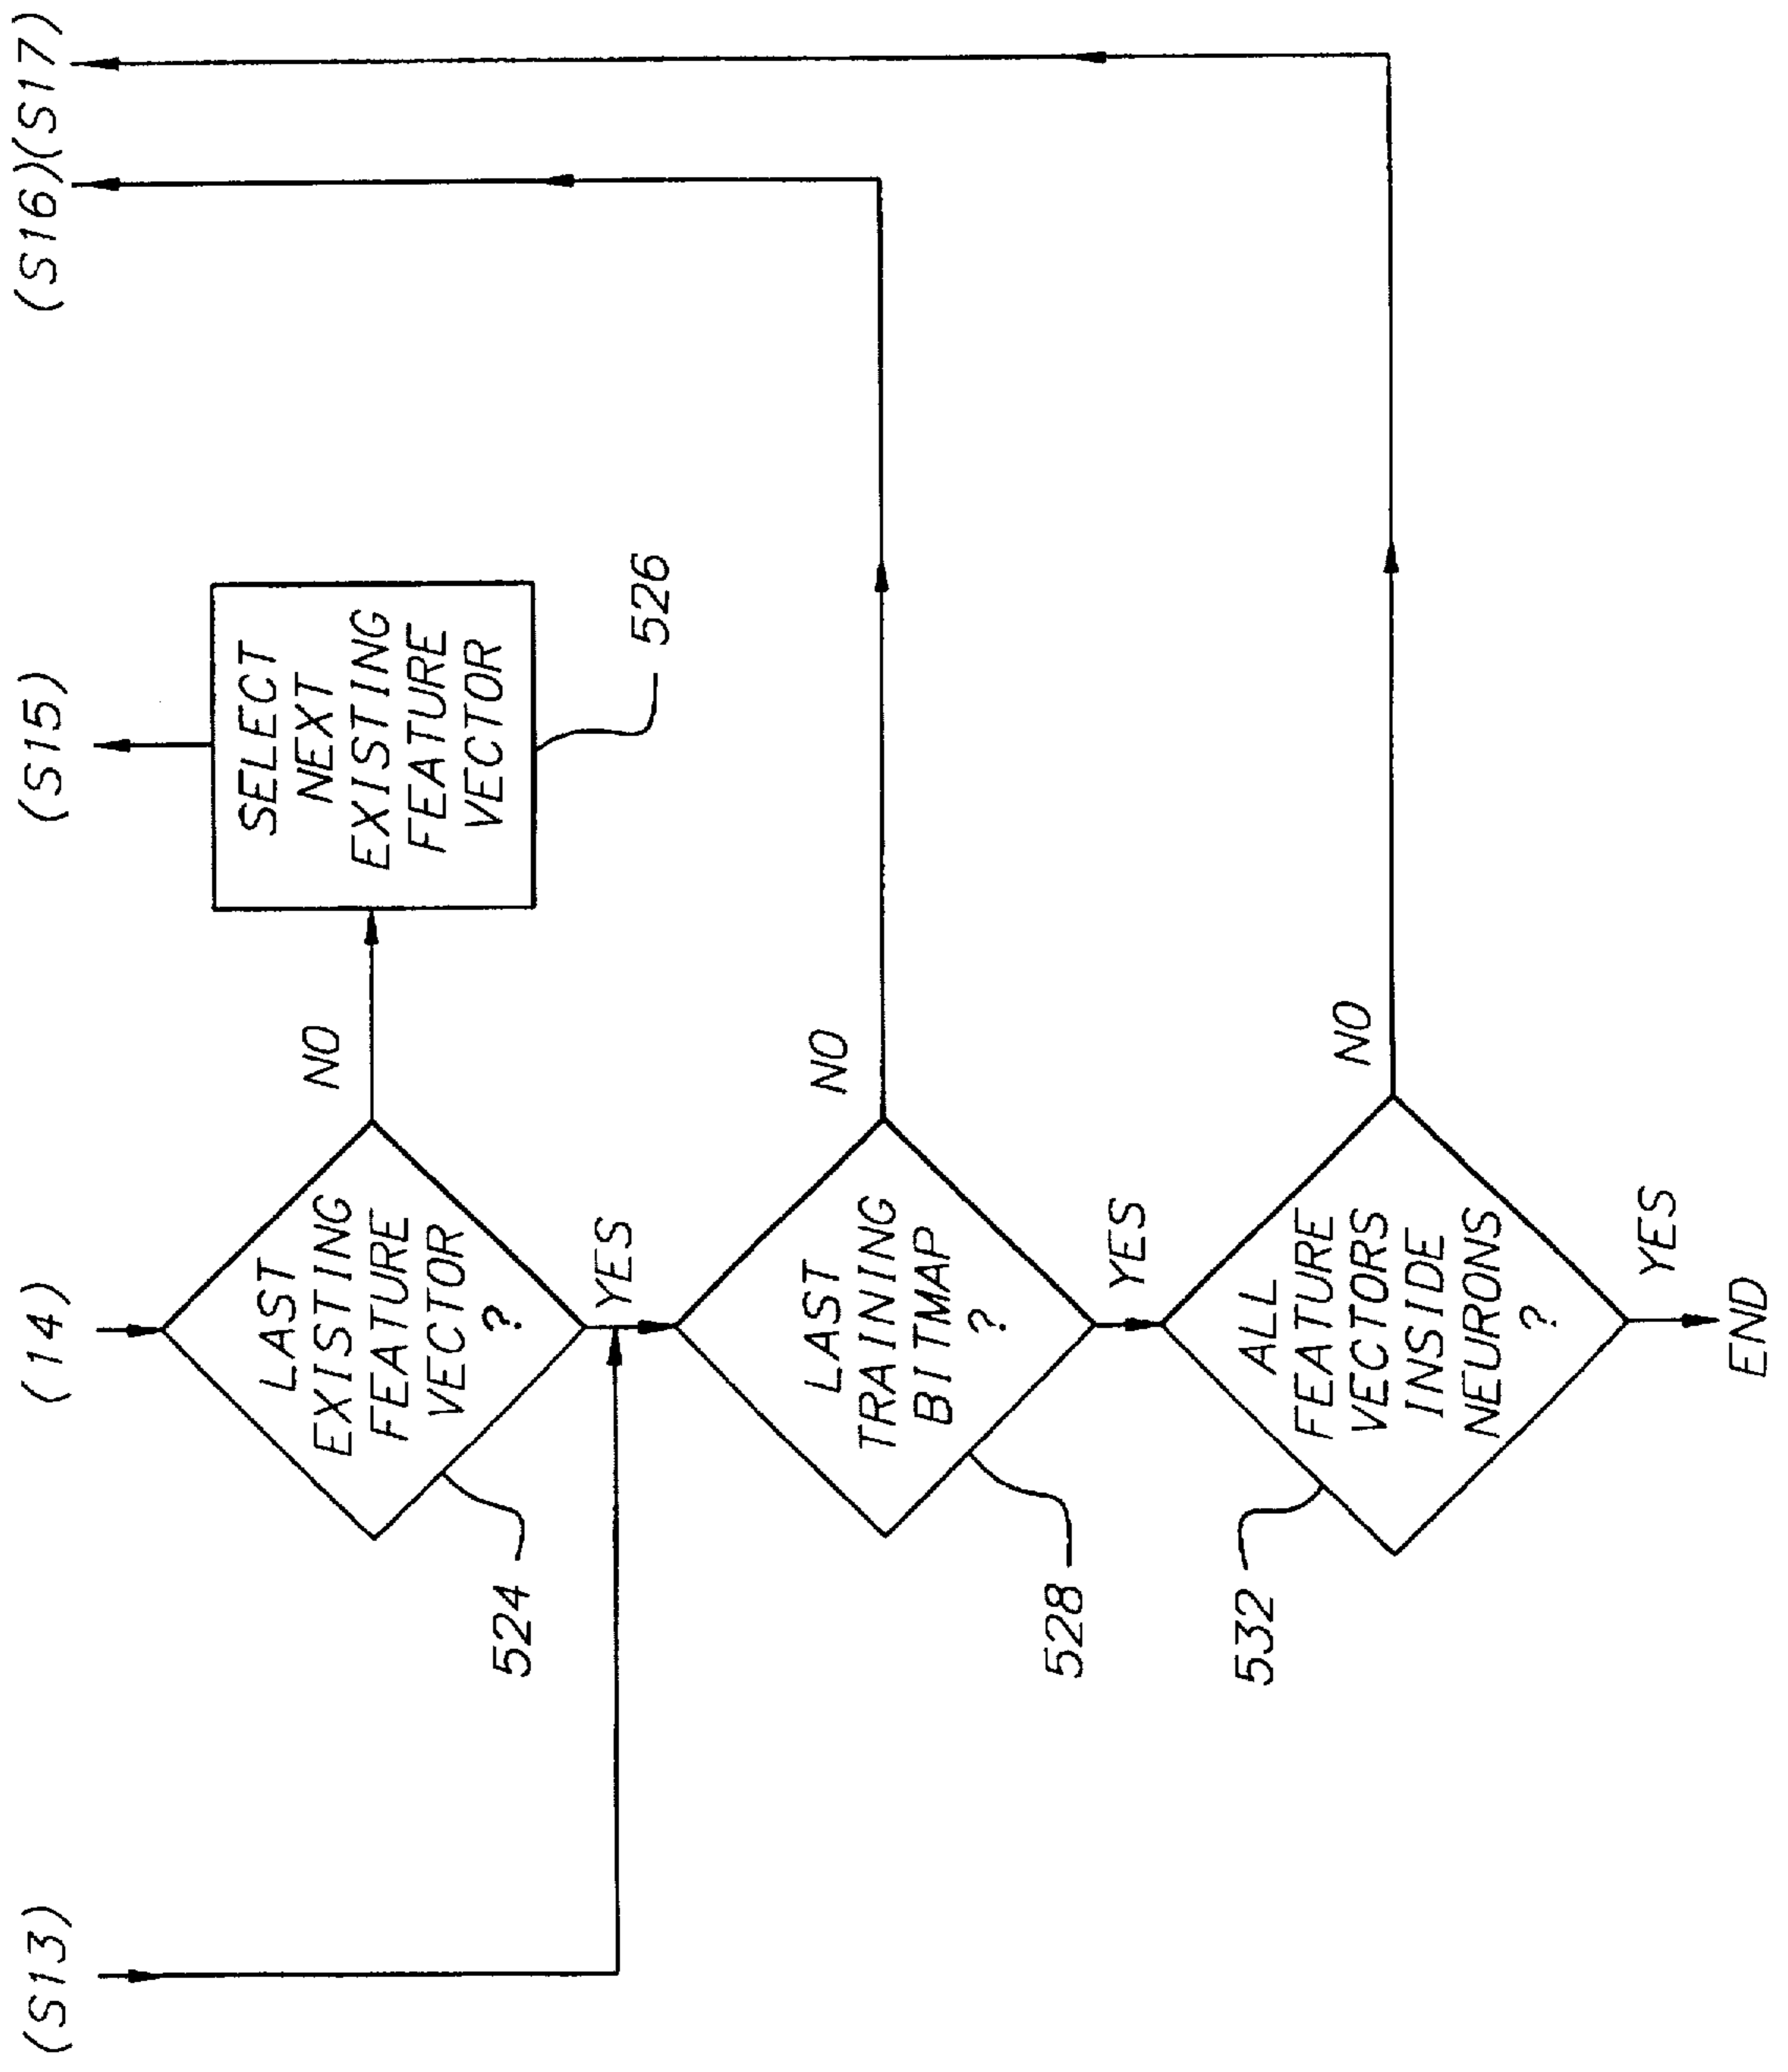 (S13)
(14)
(S15)
(S16)(S17)
LAST
EXISTING
FEATURE
VECTOR
?
NO
SELECT
NEXT
EXISTING
FEATURE
VECTOR
526
524
YES
LAST
TRAINING
BITMAP
?
NO
528
YES
ALL
FEATURE
VECTORS
INSIDE
NEURONS
?
NO
532
YES
END